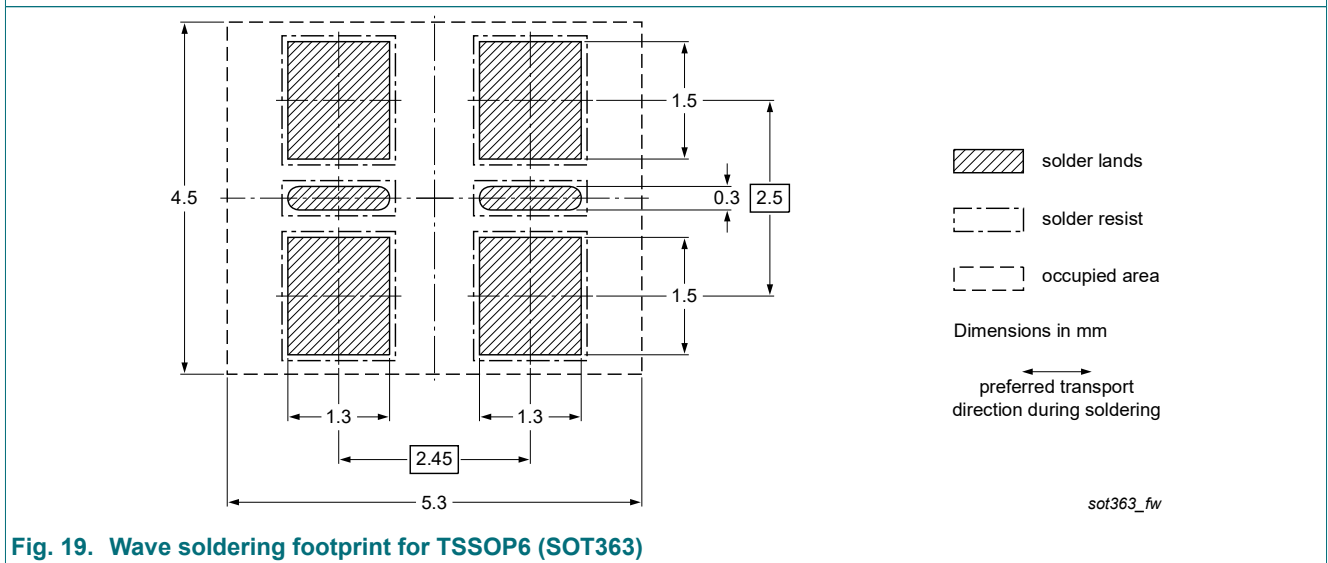 1.5
solder lands
4.5
0.3 2.5
solder resist
occupied area
1.5
Dimensions in mm
preferred transport
direction during soldering
1.3 1.3
2.45
5.3
sot363_fw
Fig. 19. Wave soldering footprint for TSSOP6 (SOT363)